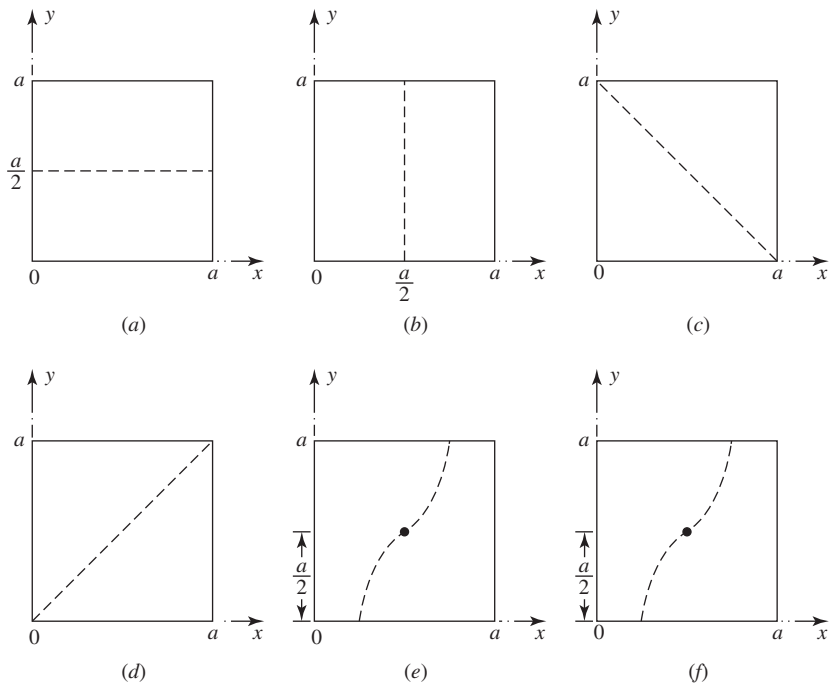 y y y
a a a
a/2
0 a x 0 a/2 a x 0 a x
(a) (b) (c)
y y y
a a a
a/2 a/2
0 a x 0 a x 0 a x
(d) (e) (f)